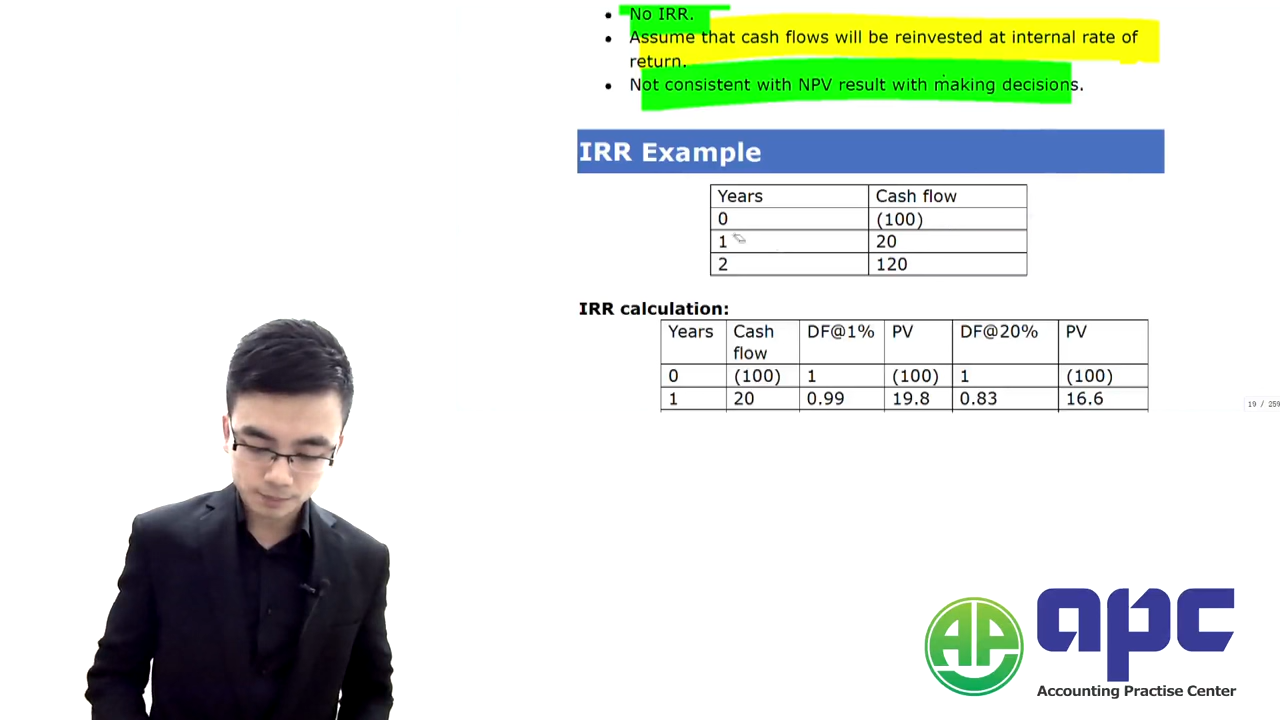 • No IRR.
• Assume that cash flows will be reinvested at internal rate of
return.
• Not consistent with NPV result with making decisions.
IRR Example
Years Cash flow
0 (100)
1 20
2 120
IRR calculation:
Years Cash flow DF@1% PV DF@20% PV
0 (100) 1 (100) 1 (100)
1 20 0.99 19.8 0.83 16.6
19 / 259
AP apc
Accounting Practise Center